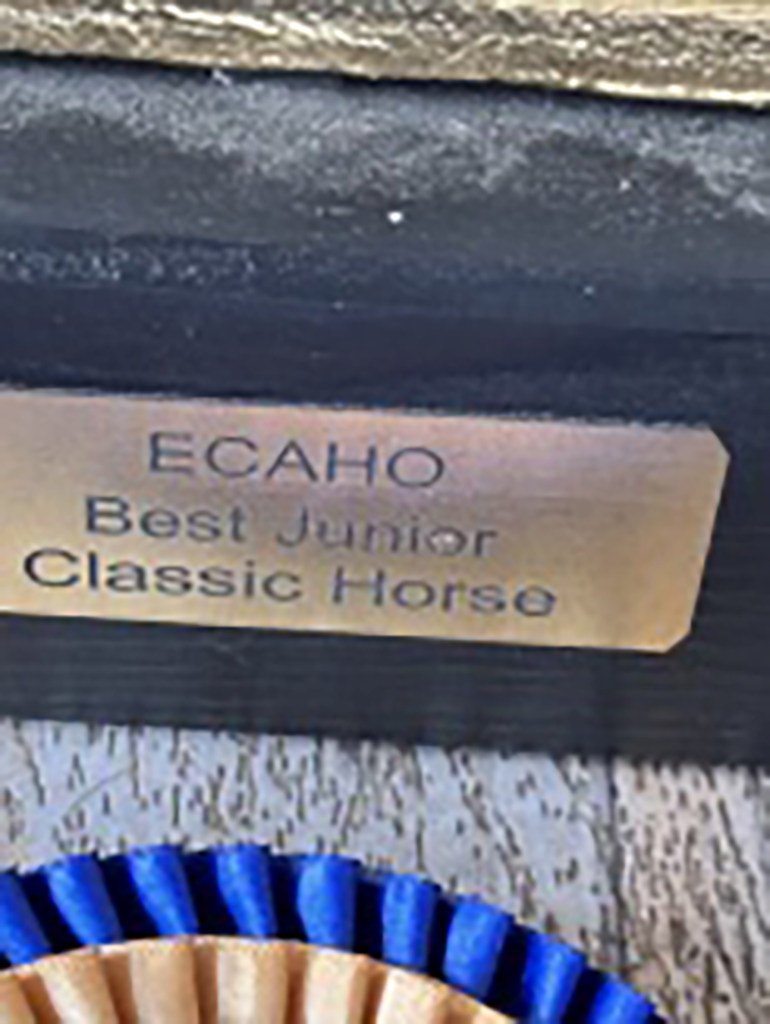 ECAHO
Best Junior
Classic Horse